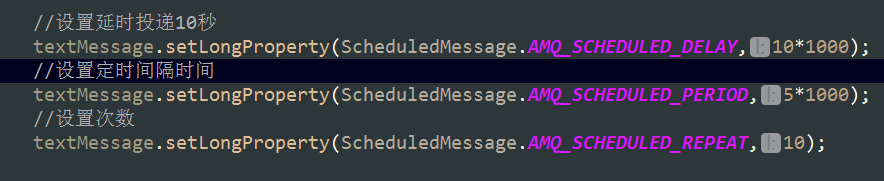 //设置延时投递10秒
textMessage.setLongProperty(ScheduledMessage.AMQ_SCHEDULED_DELAY, l: 10*1000);
//设置定时间隔时间
textMessage.setLongProperty(ScheduledMessage.AMQ_SCHEDULED_PERIOD, l: 5*1000);
//设置次数
textMessage.setLongProperty(ScheduledMessage.AMQ_SCHEDULED_REPEAT, l: 10);